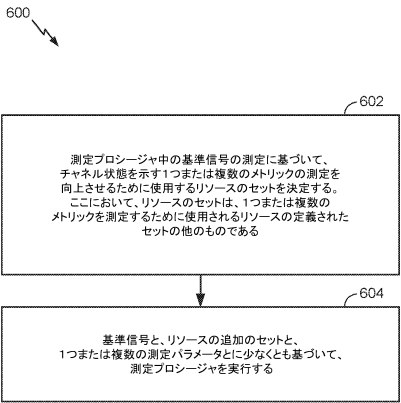 600
602
測定プロシージャ中の基準信号の測定に基づいて、
チャネル状態を示す1つまたは複数のメトリックの測定を
向上させるために使用するリソースのセットを決定する。
ここにおいて、リソースのセットは、1つまたは複数の
メトリックを測定するために使用されるリソースの定義された
セットの他のものである
604
基準信号と、リソースの追加のセットと、
1つまたは複数の測定パラメータとに少なくとも基づいて、
測定プロシージャを実行する